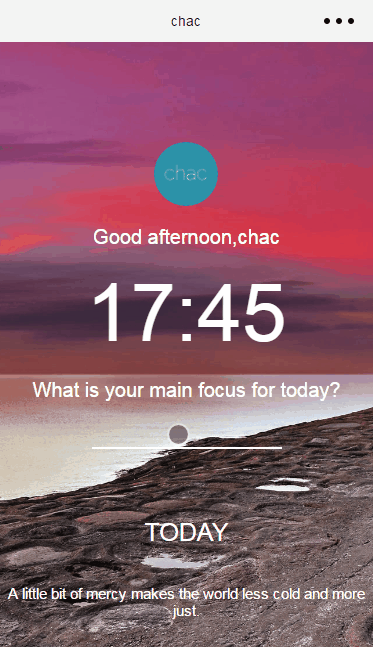 chac
chac
Good afternoon,chac
17:45
What is your main focus for today?
TODAY
A little bit of mercy makes the world less cold and more
just.